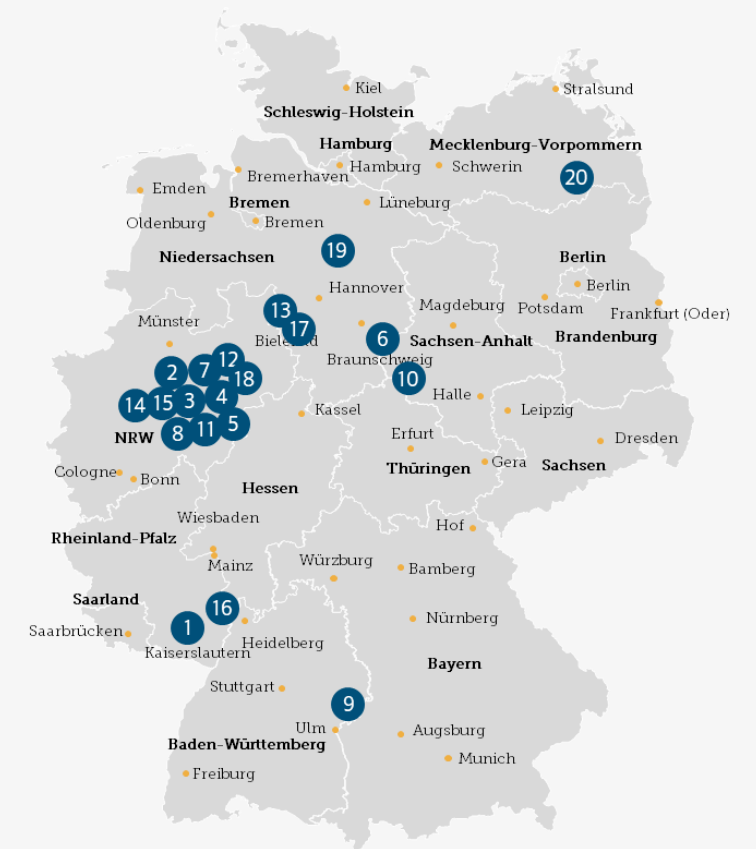 Kiel
Stralsund
Schleswig-Holstein
Hamburg
Mecklenburg-Vorpommern
Hamburg
Schwerin
Bremerhaven
20
Emden
Bremen
Lüneburg
Oldenburg
Bremen
19
Niedersachsen
Berlin
Hannover
Berlin
13
Magdeburg
Potsdam
Frankfurt (Oder)
Münster
17
Bielefeld
6
Sachsen-Anhalt
Brandenburg
12
Braunschweig
2
7
18
10
14
15
3
4
Halle
Kassel
Leipzig
NRW
8
11
5
Erfurt
Dresden
Cologne
Bonn
Thüringen
Gera
Sachsen
Hessen
Wiesbaden
Hof
Rheinland-Pfalz
Mainz
Würzburg
Bamberg
Saarland
16
Nürnberg
Saarbrücken
1
Heidelberg
Kaiserslautern
Bayern
Stuttgart
9
Ulm
Augsburg
Baden-Württemberg
Munich
Freiburg